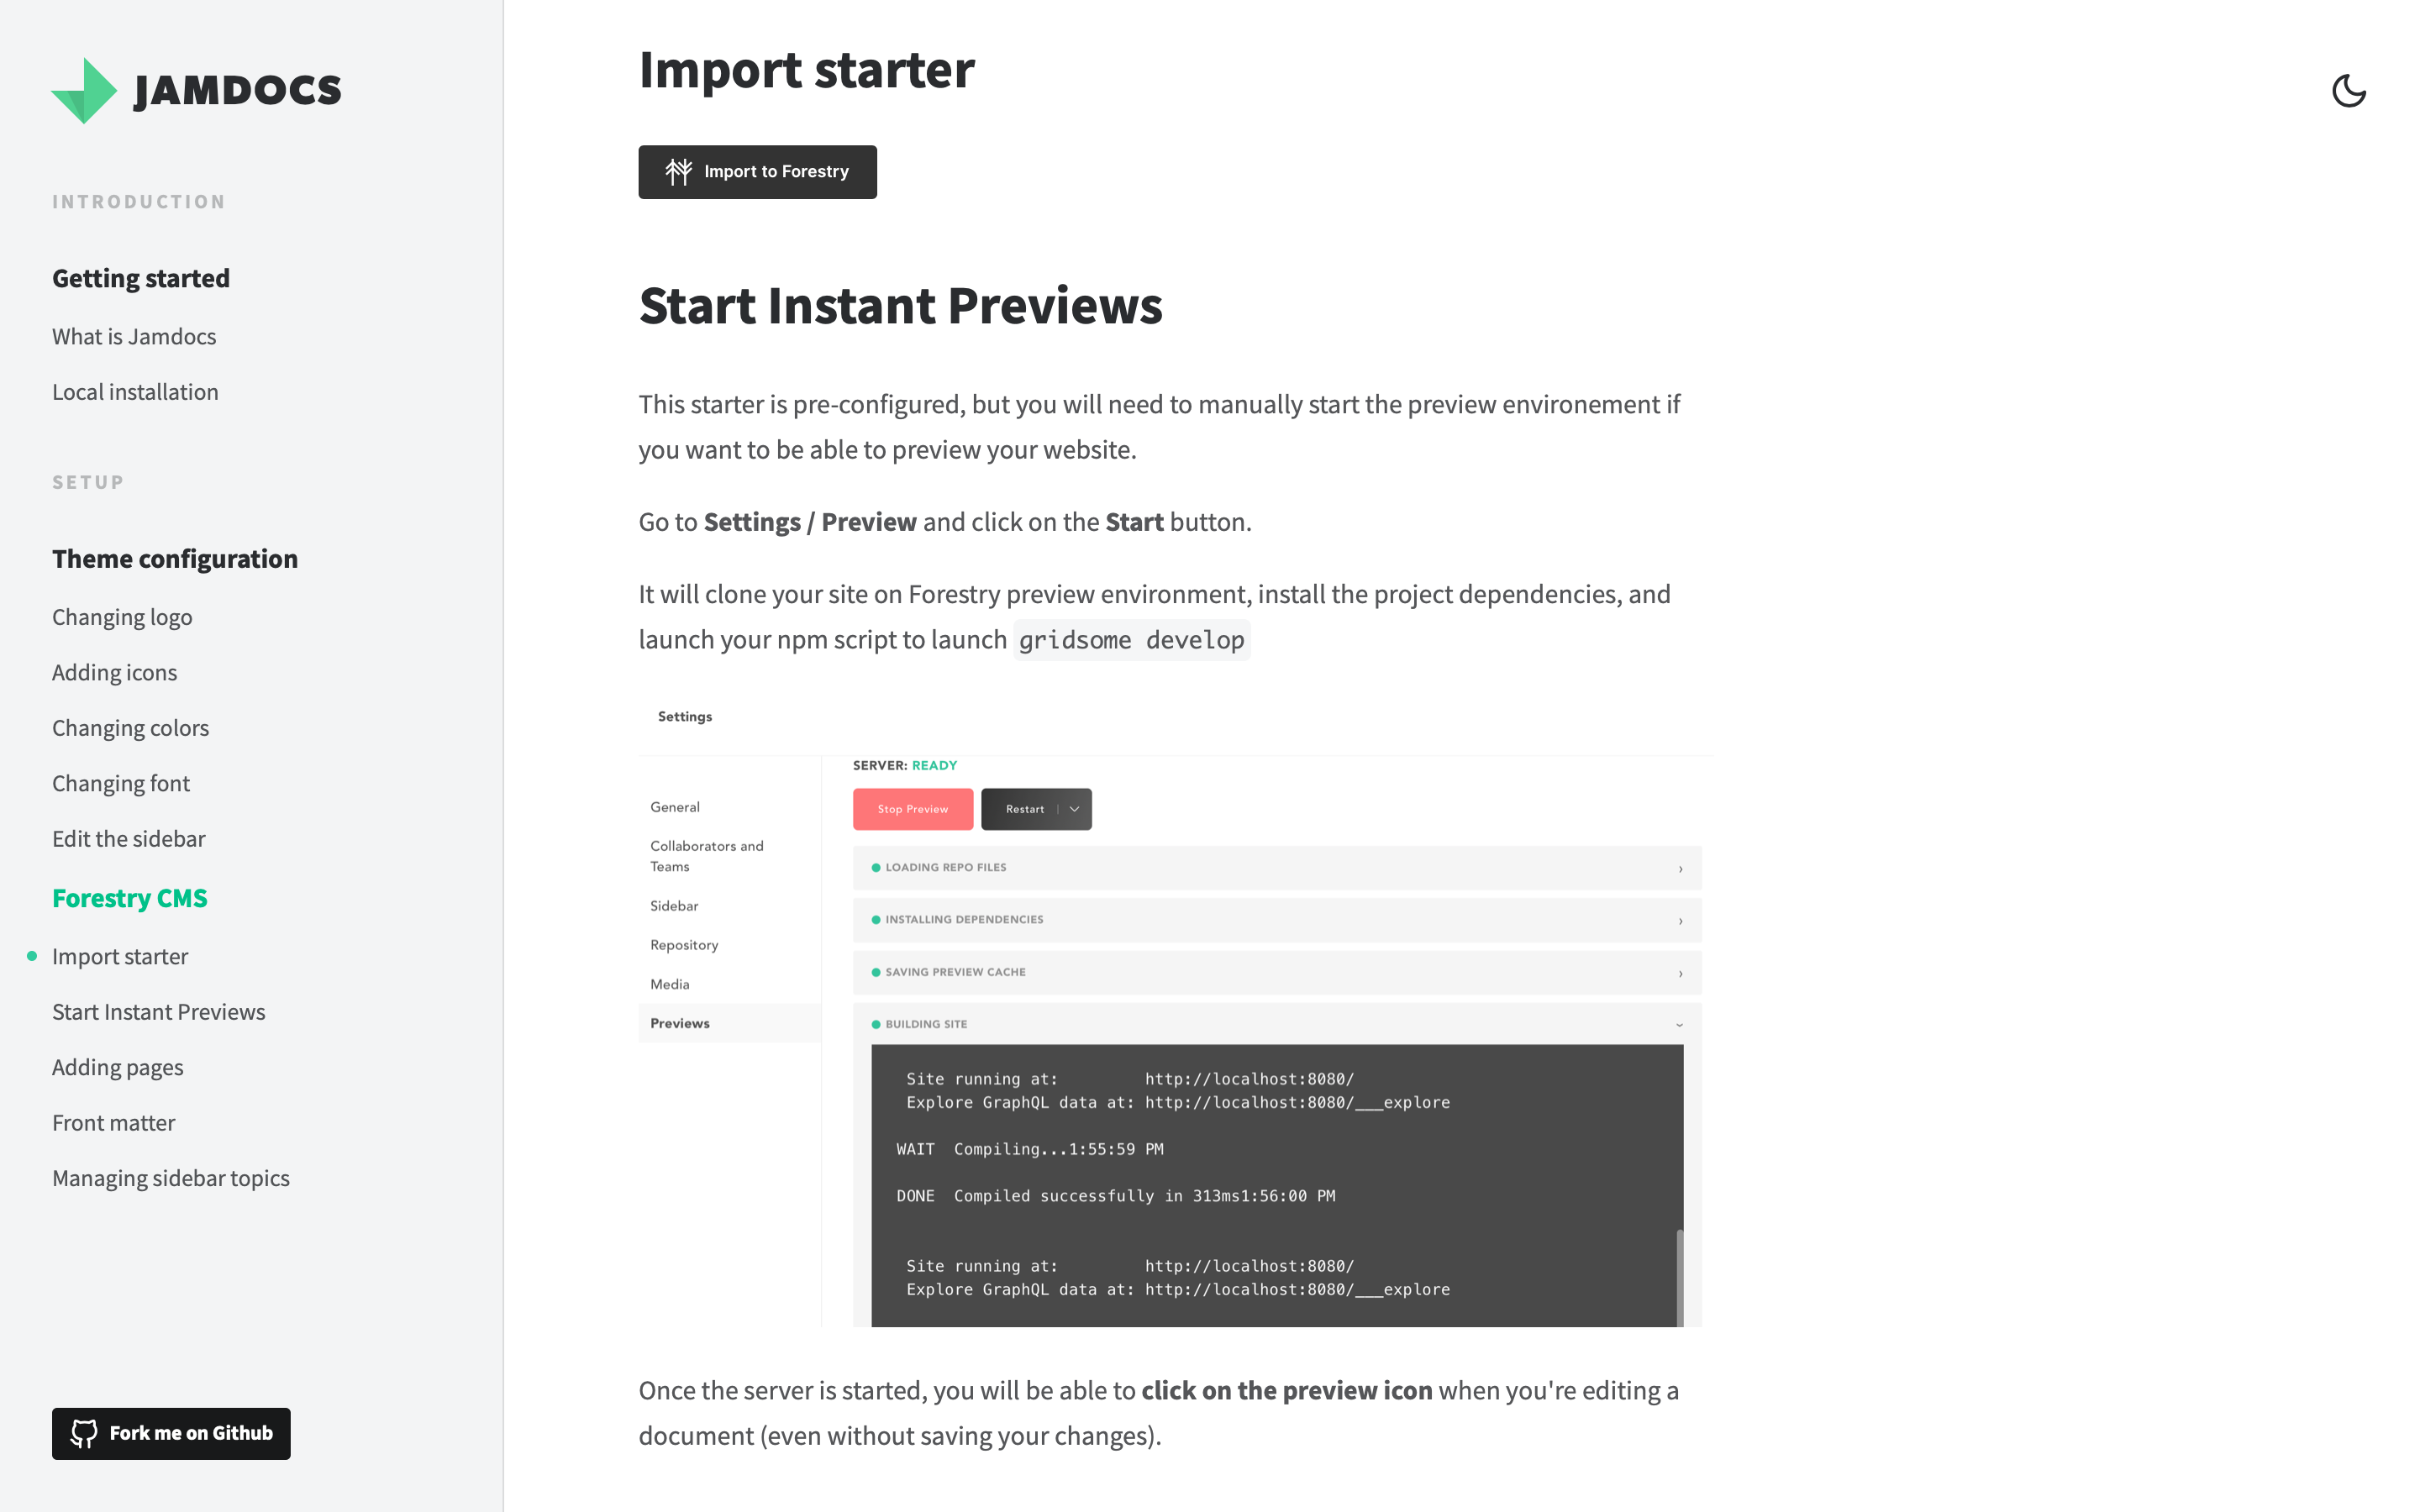 JAMDOCS
INTRODUCTION
Getting started
What is Jamdocs
Local installation
SETUP
Theme configuration
Changing logo
Adding icons
Changing colors
Changing font
Edit the sidebar
Forestry CMS
Import starter
Start Instant Previews
Adding pages
Front matter
Managing sidebar topics
Fork me on Github
Import starter
Import to Forestry
Start Instant Previews
This starter is pre-configured, but you will need to manually start the preview environement if
you want to be able to preview your website.
Go to Settings / Preview and click on the Start button.
It will clone your site on Forestry preview environment, install the project dependencies, and
launch your npm script to launch gridsome develop
Settings
General
Collaborators and
Teams
Sidebar
Repository
Media
Previews
SERVER: READY
Stop Preview
Restart
LOADING REPO FILES
INSTALLING DEPENDENCIES
SAVING PREVIEW CACHE
BUILDING SITE
Site running at: http://localhost:8080/
Explore GraphQL data at: http://localhost:8080/___explore
WAIT Compiling...1:55:59 PM
DONE Compiled successfully in 313ms1:56:00 PM
Site running at: http://localhost:8080/
Explore GraphQL data at: http://localhost:8080/___explore
Once the server is started, you will be able to click on the preview icon when you're editing a
document (even without saving your changes).